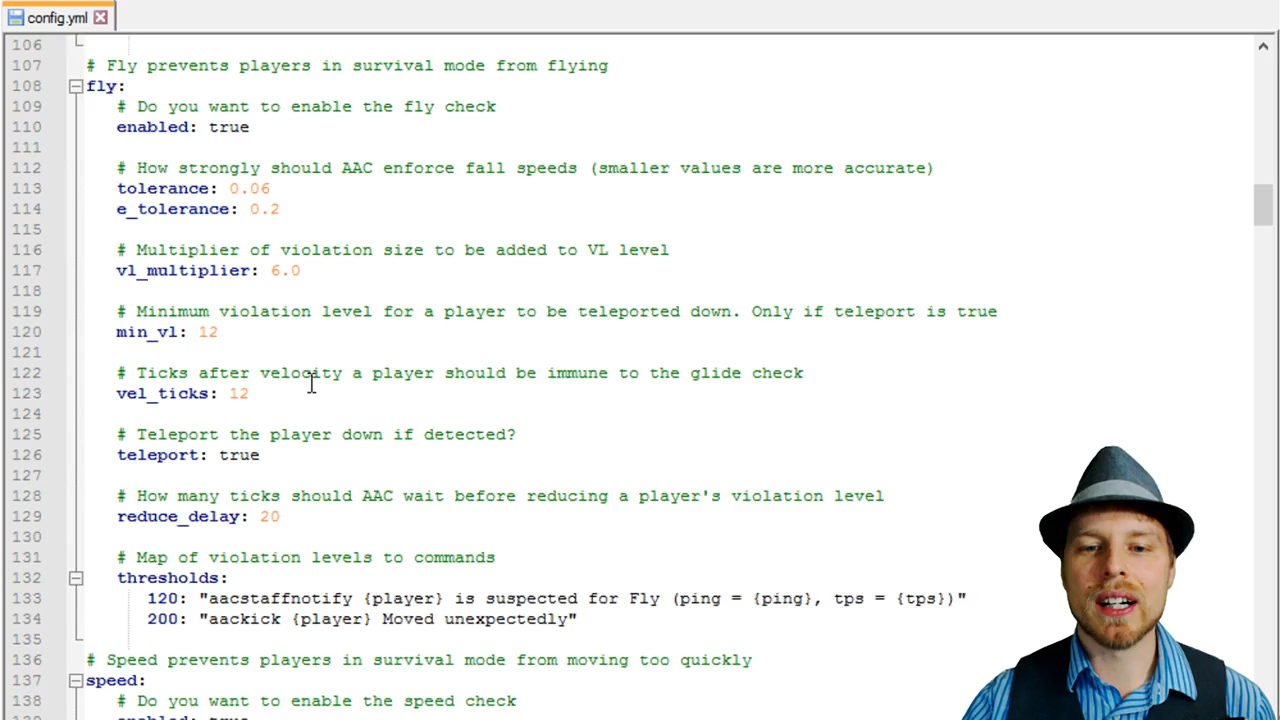 config.yml
106
107 # Fly prevents players in survival mode from flying
108 fly:
109 # Do you want to enable the fly check
110 enabled: true
111
112 # How strongly should AAC enforce fall speeds (smaller values are more accurate)
113 tolerance: 0.06
114 e_tolerance: 0.2
115
116 # Multiplier of violation size to be added to VL level
117 vl_multiplier: 6.0
118
119 # Minimum violation level for a player to be teleported down. Only if teleport is true
120 min_vl: 12
121
122 # Ticks after velocity a player should be immune to the glide check
123 vel_ticks: 12
124
125 # Teleport the player down if detected?
126 teleport: true
127
128 # How many ticks should AAC wait before reducing a player's violation level
129 reduce_delay: 20
130
131 # Map of violation levels to commands
132 thresholds:
133 120: "aacstaffnotify {player} is suspected for Fly (ping = {ping}, tps = {tps})"
134 200: "aackick {player} Moved unexpectedly"
135
136 # Speed prevents players in survival mode from moving too quickly
137 speed:
138 # Do you want to enable the speed check